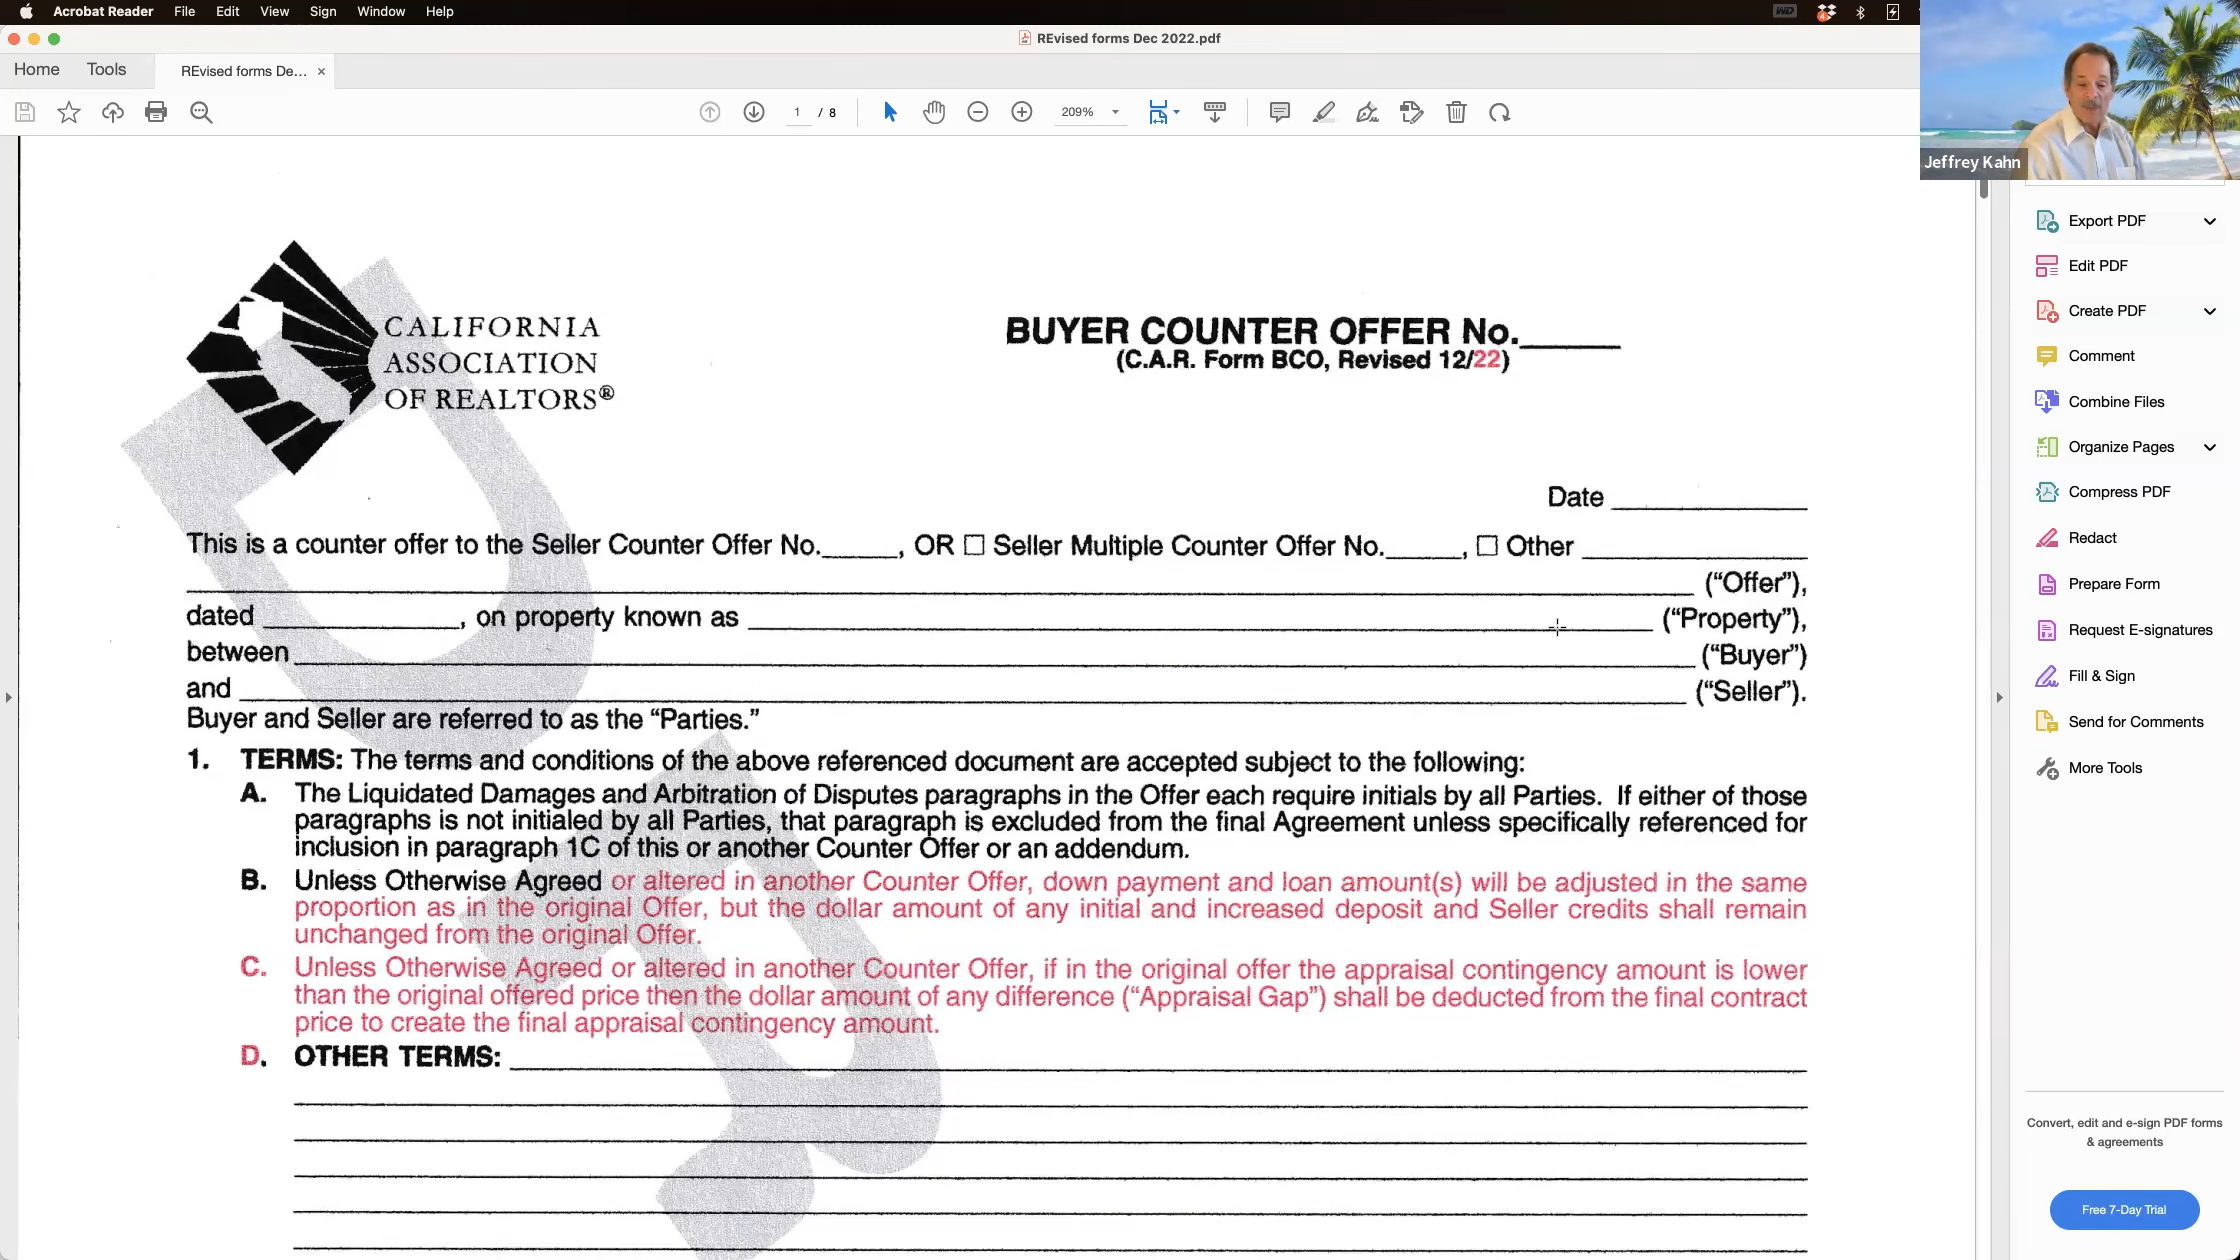 Acrobat Reader File Edit View Sign Window Help
REvised forms Dec 2022.pdf
Home Tools REvised forms De... ×
1 / 8 209%
Jeffrey Kahn
CALIFORNIA
ASSOCIATION
OF REALTORS®
BUYER COUNTER OFFER No.______
(C.A.R. Form BCO, Revised 12/22)
Date ____________
This is a counter offer to the Seller Counter Offer No._____, OR ☐ Seller Multiple Counter Offer No._____, ☐ Other ____________
____________ (“Offer”),
dated ____________, on property known as ____________ (“Property”),
between ____________ (“Buyer”)
and ____________ (“Seller”).
Buyer and Seller are referred to as the “Parties.”
1. TERMS: The terms and conditions of the above referenced document are accepted subject to the following:
A. The Liquidated Damages and Arbitration of Disputes paragraphs in the Offer each require initials by all Parties. If either of those
paragraphs is not initialed by all Parties, that paragraph is excluded from the final Agreement unless specifically referenced for
inclusion in paragraph 1C of this or another Counter Offer or an addendum.
B. Unless Otherwise Agreed or altered in another Counter Offer, down payment and loan amount(s) will be adjusted in the same
proportion as in the original Offer, but the dollar amount of any initial and increased deposit and Seller credits shall remain
unchanged from the original Offer.
C. Unless Otherwise Agreed or altered in another Counter Offer, if in the original offer the appraisal contingency amount is lower
than the original offered price then the dollar amount of any difference (“Appraisal Gap”) shall be deducted from the final contract
price to create the final appraisal contingency amount.
D. OTHER TERMS: ____________
Export PDF
Edit PDF
Create PDF
Comment
Combine Files
Organize Pages
Compress PDF
Redact
Prepare Form
Request E-signatures
Fill & Sign
Send for Comments
More Tools
Convert, edit and e-sign PDF forms
& agreements
Free 7-Day Trial